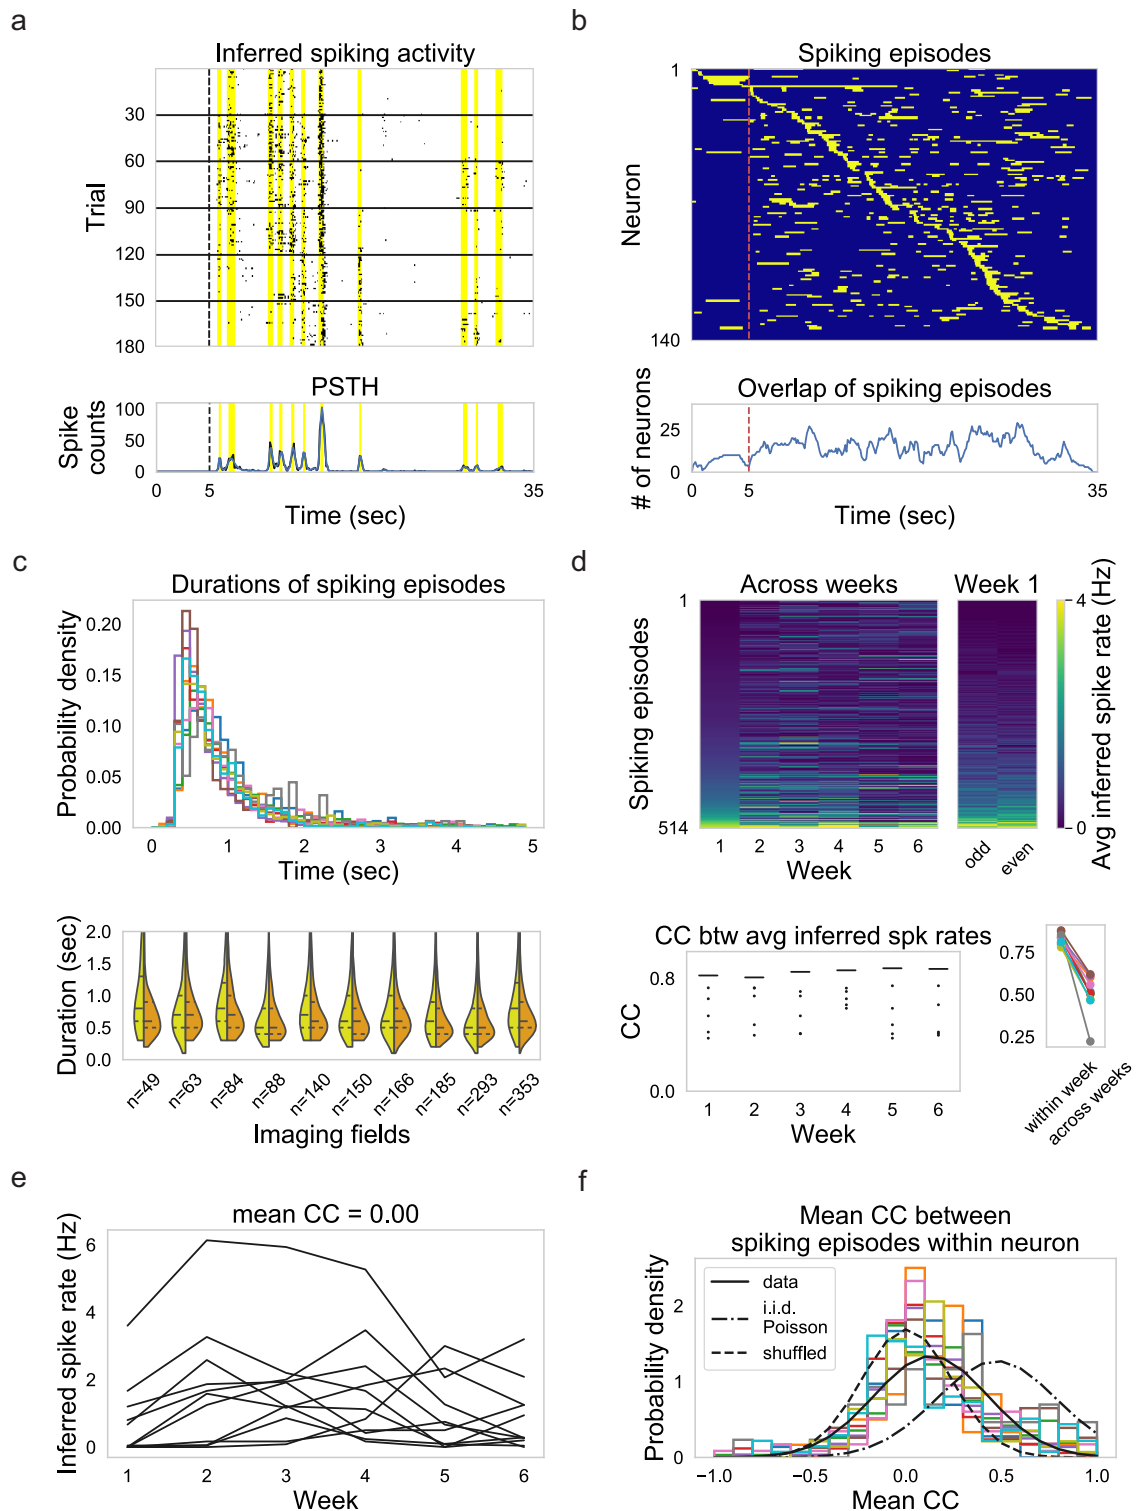 a
Inferred spiking activity
Trial
30
60
90
120
150
180
PSTH
Spike
counts
100
50
0
0
5
35
Time (sec)
b
Spiking episodes
Neuron
1
140
Overlap of spiking episodes
# of neurons
25
0
0
5
35
Time (sec)
c
Durations of spiking episodes
Probability density
0.20
0.15
0.10
0.05
0.00
0
1
2
3
4
5
Time (sec)
Duration (sec)
2.0
1.5
1.0
0.5
0.0
n=49
n=63
n=84
n=88
n=140
n=150
n=166
n=185
n=293
n=353
Imaging fields
d
Across weeks
Week 1
Spiking episodes
1
514
1
2
3
4
5
6
Week
odd
even
4
0
Avg inferred spike rate (Hz)
CC btw avg inferred spk rates
CC
0.8
0.0
1
2
3
4
5
6
Week
0.75
0.50
0.25
within week
across weeks
e
mean CC = 0.00
Inferred spike rate (Hz)
6
4
2
0
1
2
3
4
5
6
Week
f
Mean CC between
spiking episodes within neuron
Probability density
2
1
0
data
i.i.d.
Poisson
shuffled
−1.0
−0.5
0.0
0.5
1.0
Mean CC